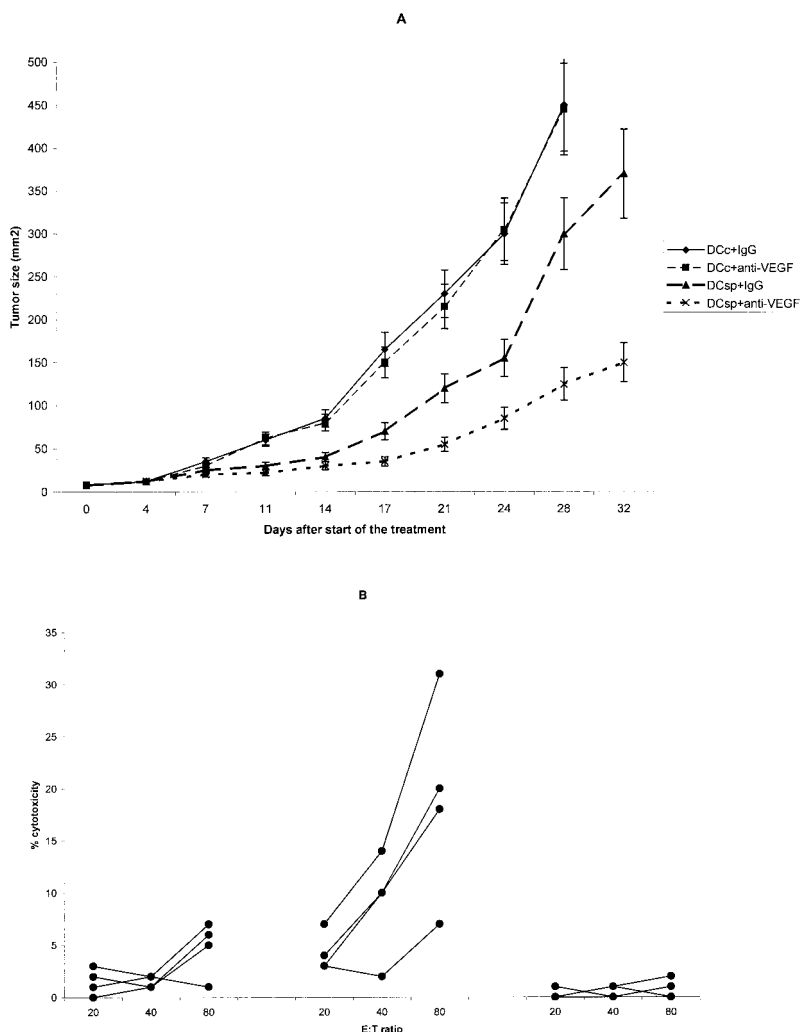 A
500
450
400
350
300
250
200
150
100
50
0
Tumor size (mm2)
0 4 7 11 14 17 21 24 28 32
Days after start of the treatment
DCc+IgG
DCc+anti-VEGF
DCsp+IgG
DCsp+anti-VEGF
B
35
30
25
20
15
10
5
0
% cytotoxicity
20 40 80 20 40 80 20 40 80
E:T ratio